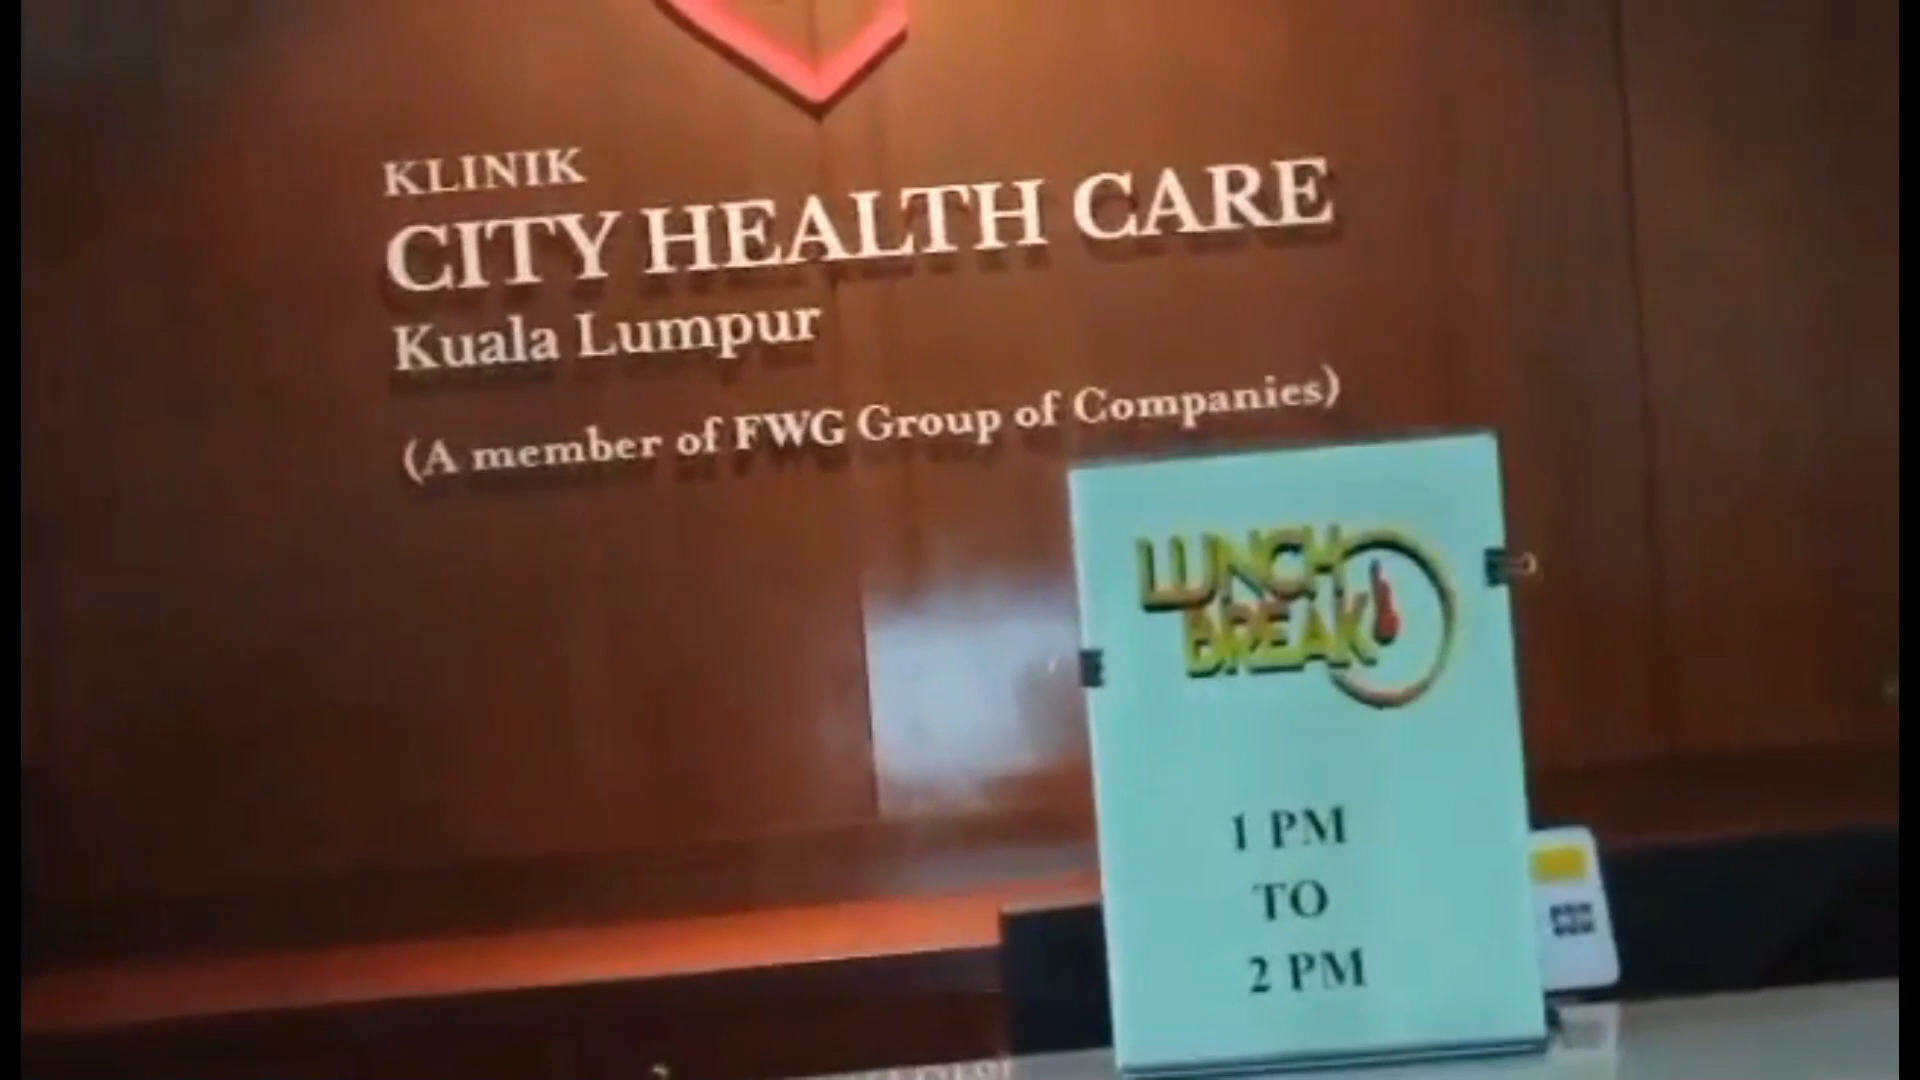 KLINIK
CITY HEALTH CARE
Kuala Lumpur
(A member of FWG Group of Companies)
LUNCH
BREAK
1 PM
TO
2 PM